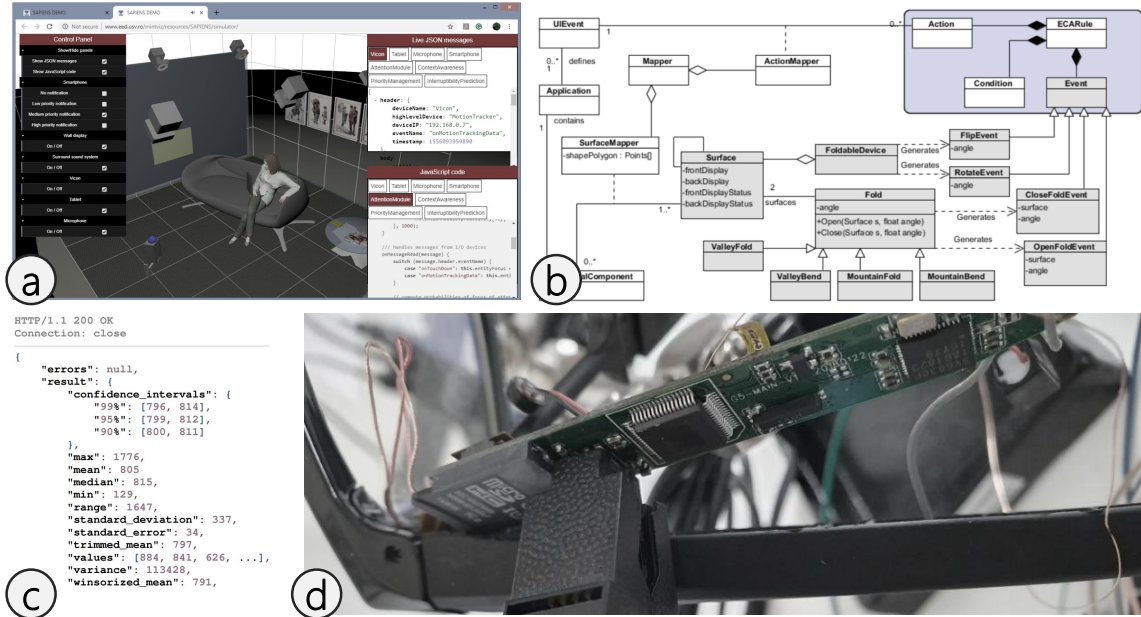 SAPIENS DEMO
SAPIENS DEMO
Not secure | www.eed.usv.ro/mintviz/resources/SAPIENS/simulator/
Control Panel
Show/Hide panels
Show JSON messages
Show JavaScript code
Smartphone
No notification
Low priority notification
Medium priority notification
High priority notification
Wall display
On / Off
Surround sound system
On / Off
Vicon
On / Off
Tablet
On / Off
Microphone
On / Off
Live JSON messages
Vicon Tablet Microphone Smartphone
AttentionModule ContextAwareness
PriorityManagement InterruptibilityPrediction
{
- header: {
deviceName: "Vicon",
highLevelDevice: "MotionTracker",
deviceIP: "192.168.0.7",
eventName: "onMotionTrackingData",
timestamp: 1556093959890
},
body
JavaScript code
Vicon Tablet Microphone Smartphone
AttentionModule ContextAwareness
PriorityManagement InterruptibilityPrediction
}, 1000);
}
/// Handles messages from I/O devices
onMessageRead(message) {
switch (message.header.eventName) {
case "onTouchDown": this.entityFocus
case "onMotionTrackingData": this.enti
}
a
UIEvent
1
0..*
Action
ECARule
Condition
Event
0..*
1
defines
Mapper
ActionMapper
Application
contains
1
SurfaceMapper
-shapePolygon : Points[]
1..*
Surface
-frontDisplay
-backDisplay
-frontDisplayStatus
-backDisplayStatus
2
surfaces
FoldableDevice
Generates
Generates
FlipEvent
-angle
RotateEvent
-angle
Fold
-angle
+Open(Surface s, float angle)
+Close(Surface s, float angle)
Generates
CloseFoldEvent
-surface
-angle
Generates
OpenFoldEvent
-surface
-angle
ValleyFold
ValleyBend
MountainFold
MountainBend
0..*
alComponent
b
HTTP/1.1 200 OK
Connection: close
{
"errors": null,
"result": {
"confidence_intervals": {
"99%": [796, 814],
"95%": [799, 812],
"90%": [800, 811]
},
"max": 1776,
"mean": 805
"median": 815,
"min": 129,
"range": 1647,
"standard_deviation": 337,
"standard_error": 34,
"trimmed_mean": 797,
"values": [884, 841, 626, ...],
"variance": 113428,
"winsorized_mean": 791,
c
G5-MAIN V1
micro
d